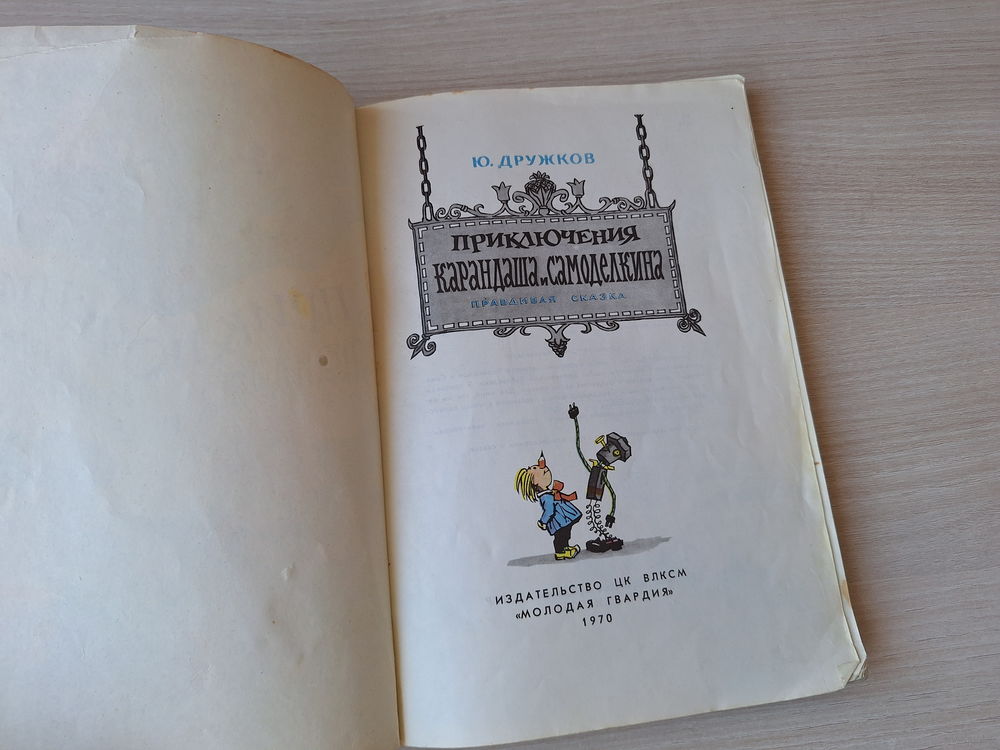 Ю. ДРУЖКОВ
ПРИКЛЮЧЕНИЯ
КАРАНДАША и САМОДЕЛКИНА
ПРАВДИВАЯ СКАЗКА
ИЗДАТЕЛЬСТВО ЦК ВЛКСМ
«МОЛОДАЯ ГВАРДИЯ»
1970